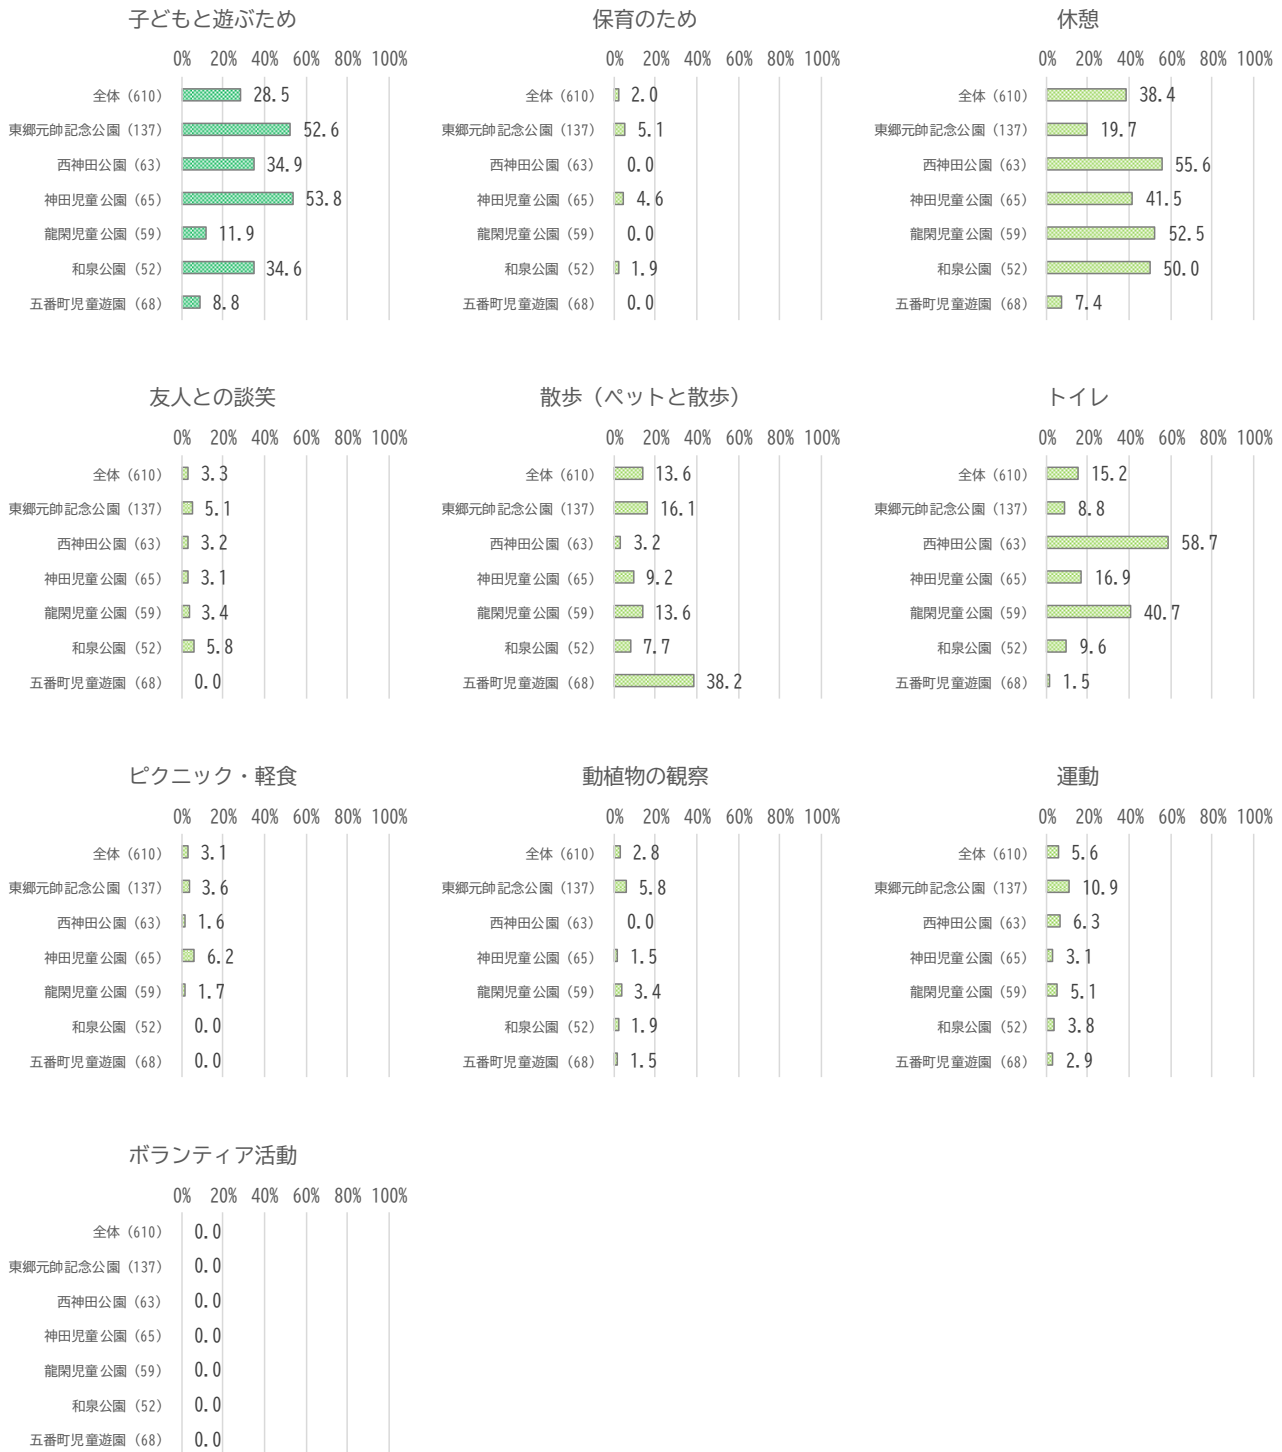 子どもと遊ぶため
0% 20% 40% 60% 80% 100%
全体（610） 28.5
東郷元帥記念公園（137） 52.6
西神田公園（63） 34.9
神田児童公園（65） 53.8
龍閑児童公園（59） 11.9
和泉公園（52） 34.6
五番町児童遊園（68） 8.8
保育のため
0% 20% 40% 60% 80% 100%
全体（610） 2.0
東郷元帥記念公園（137） 5.1
西神田公園（63） 0.0
神田児童公園（65） 4.6
龍閑児童公園（59） 0.0
和泉公園（52） 1.9
五番町児童遊園（68） 0.0
休憩
0% 20% 40% 60% 80% 100%
全体（610） 38.4
東郷元帥記念公園（137） 19.7
西神田公園（63） 55.6
神田児童公園（65） 41.5
龍閑児童公園（59） 52.5
和泉公園（52） 50.0
五番町児童遊園（68） 7.4
友人との談笑
0% 20% 40% 60% 80% 100%
全体（610） 3.3
東郷元帥記念公園（137） 5.1
西神田公園（63） 3.2
神田児童公園（65） 3.1
龍閑児童公園（59） 3.4
和泉公園（52） 5.8
五番町児童遊園（68） 0.0
散歩（ペットと散歩）
0% 20% 40% 60% 80% 100%
全体（610） 13.6
東郷元帥記念公園（137） 16.1
西神田公園（63） 3.2
神田児童公園（65） 9.2
龍閑児童公園（59） 13.6
和泉公園（52） 7.7
五番町児童遊園（68） 38.2
トイレ
0% 20% 40% 60% 80% 100%
全体（610） 15.2
東郷元帥記念公園（137） 8.8
西神田公園（63） 58.7
神田児童公園（65） 16.9
龍閑児童公園（59） 40.7
和泉公園（52） 9.6
五番町児童遊園（68） 1.5
ピクニック・軽食
0% 20% 40% 60% 80% 100%
全体（610） 3.1
東郷元帥記念公園（137） 3.6
西神田公園（63） 1.6
神田児童公園（65） 6.2
龍閑児童公園（59） 1.7
和泉公園（52） 0.0
五番町児童遊園（68） 0.0
動植物の観察
0% 20% 40% 60% 80% 100%
全体（610） 2.8
東郷元帥記念公園（137） 5.8
西神田公園（63） 0.0
神田児童公園（65） 1.5
龍閑児童公園（59） 3.4
和泉公園（52） 1.9
五番町児童遊園（68） 1.5
運動
0% 20% 40% 60% 80% 100%
全体（610） 5.6
東郷元帥記念公園（137） 10.9
西神田公園（63） 6.3
神田児童公園（65） 3.1
龍閑児童公園（59） 5.1
和泉公園（52） 3.8
五番町児童遊園（68） 2.9
ボランティア活動
0% 20% 40% 60% 80% 100%
全体（610） 0.0
東郷元帥記念公園（137） 0.0
西神田公園（63） 0.0
神田児童公園（65） 0.0
龍閑児童公園（59） 0.0
和泉公園（52） 0.0
五番町児童遊園（68） 0.0